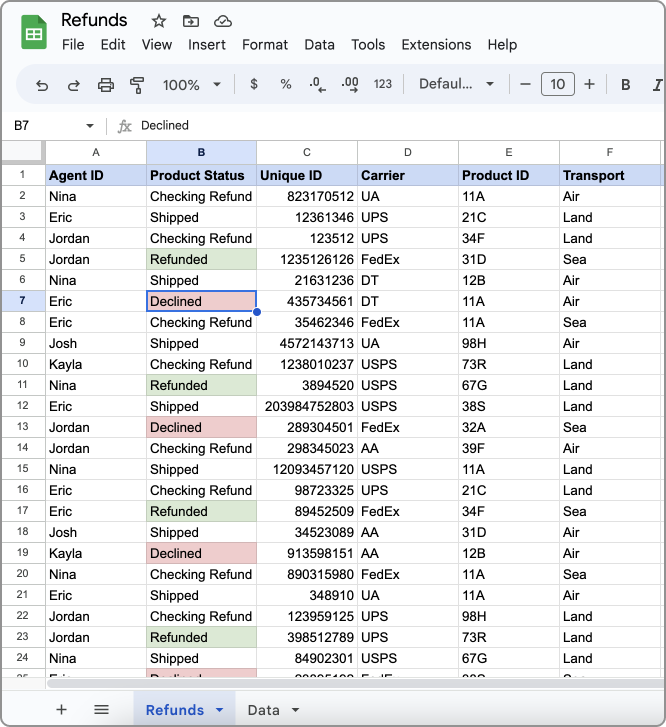 Refunds
File Edit View Insert Format Data Tools Extensions Help
100% $ % .0 .00 123 Defaul... 10 B I
B7 Declined
A B C D E F
1 Agent ID Product Status Unique ID Carrier Product ID Transport
2 Nina Checking Refund 823170512 UA 11A Air
3 Eric Shipped 12361346 UPS 21C Land
4 Jordan Checking Refund 123512 UPS 34F Land
5 Jordan Refunded 1235126126 FedEx 31D Sea
6 Nina Shipped 21631236 DT 12B Air
7 Eric Declined 435734561 DT 11A Air
8 Eric Checking Refund 35462346 FedEx 11A Sea
9 Josh Shipped 4572143713 UA 98H Air
10 Kayla Checking Refund 1238010237 USPS 73R Land
11 Nina Refunded 3894520 USPS 67G Land
12 Eric Shipped 203984752803 USPS 38S Land
13 Jordan Declined 289304501 FedEx 32A Sea
14 Jordan Checking Refund 298345023 AA 39F Air
15 Nina Shipped 12093457120 USPS 11A Land
16 Eric Checking Refund 98723325 UPS 21C Land
17 Eric Refunded 89452509 FedEx 34F Sea
18 Josh Shipped 34523089 AA 31D Air
19 Kayla Declined 913598151 AA 12B Air
20 Nina Checking Refund 890315980 FedEx 11A Sea
21 Eric Shipped 348910 UA 11A Air
22 Jordan Checking Refund 123959125 UPS 98H Land
23 Jordan Refunded 398512789 UPS 73R Land
24 Nina Shipped 84902301 USPS 67G Land
Refunds Data